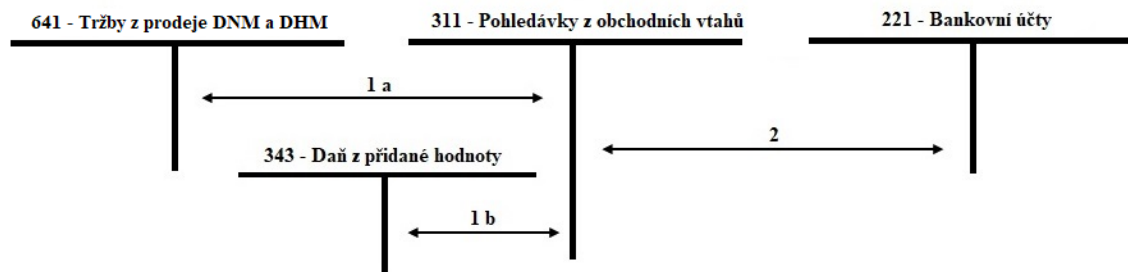 641 - Tržby z prodeje DNM a DHM
311 - Pohledávky z obchodních vtahů
221 - Bankovní účty
1 a
2
343 - Daň z přidané hodnoty
1 b